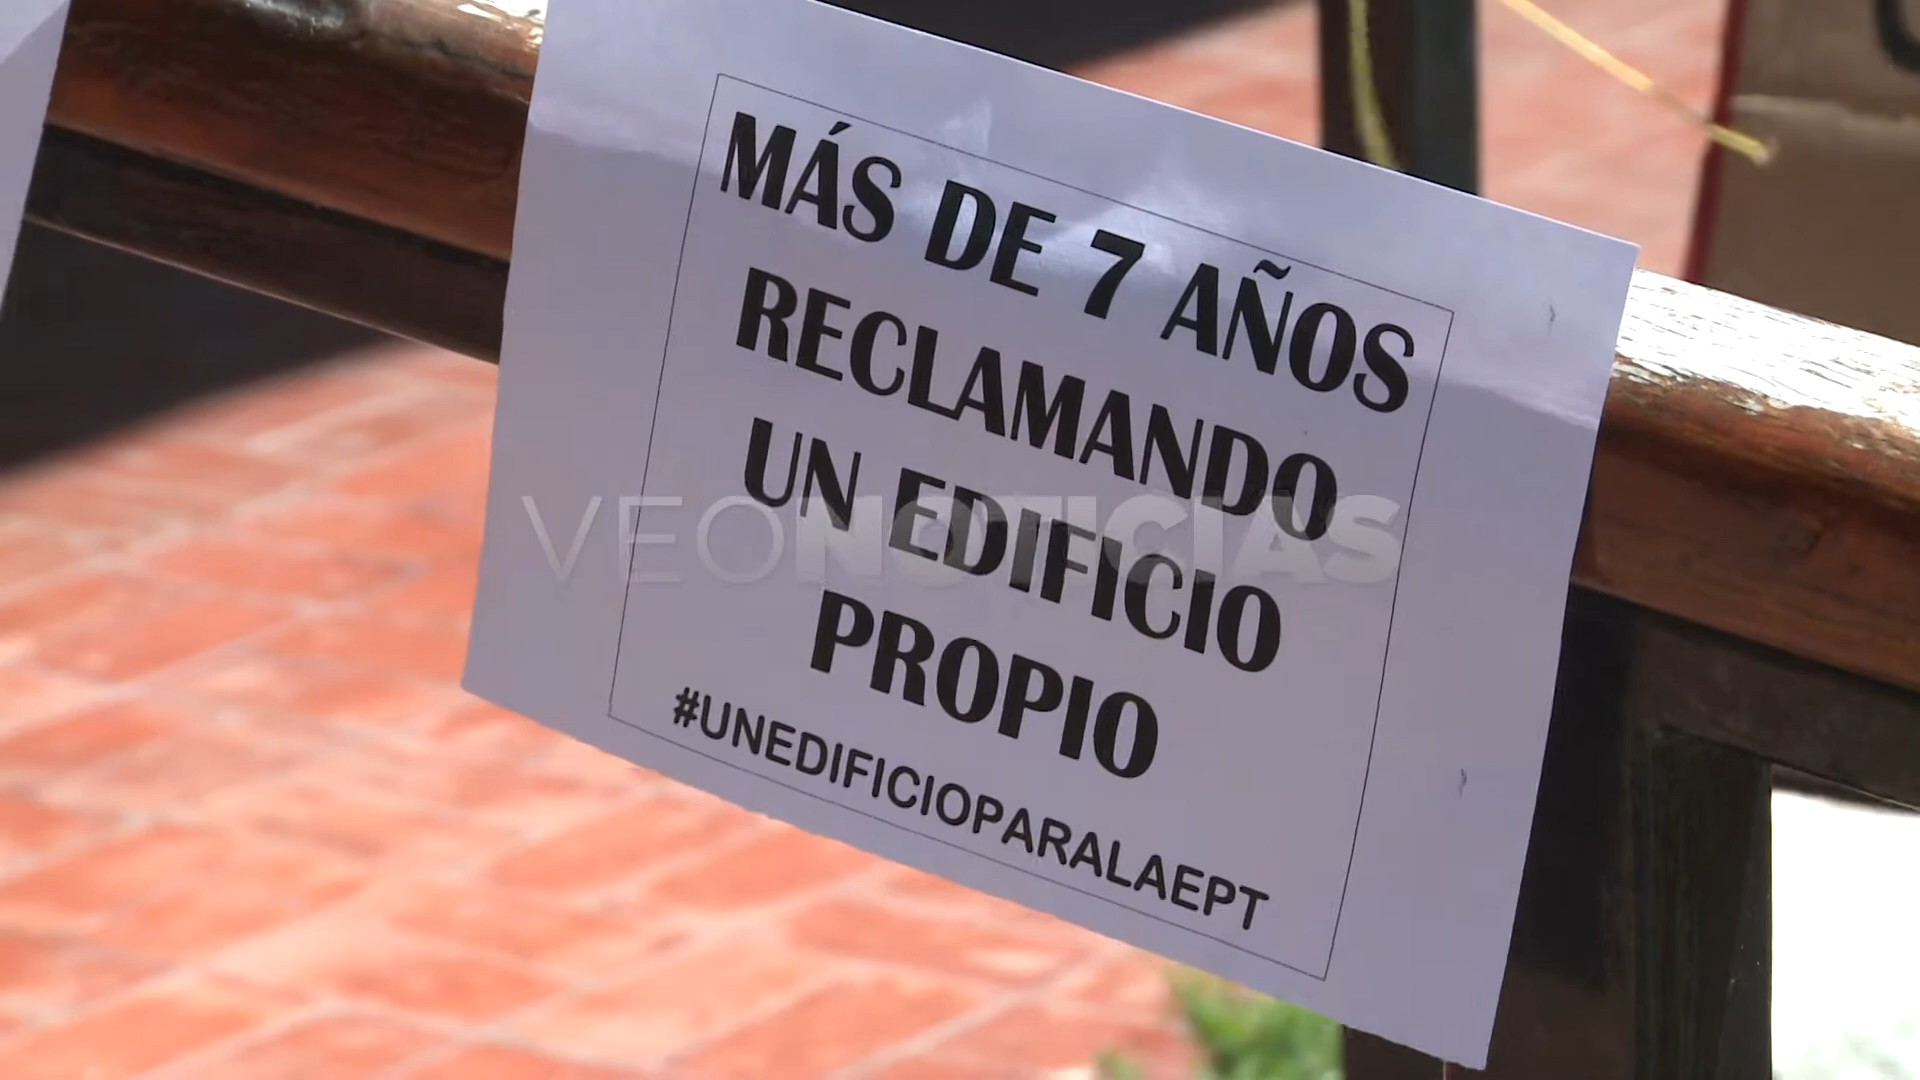 MÁS DE 7 AÑOS
RECLAMANDO
UN EDIFICIO
PROPIO
#UNEDIFICIOPARALAEPT
VEONOTICIAS